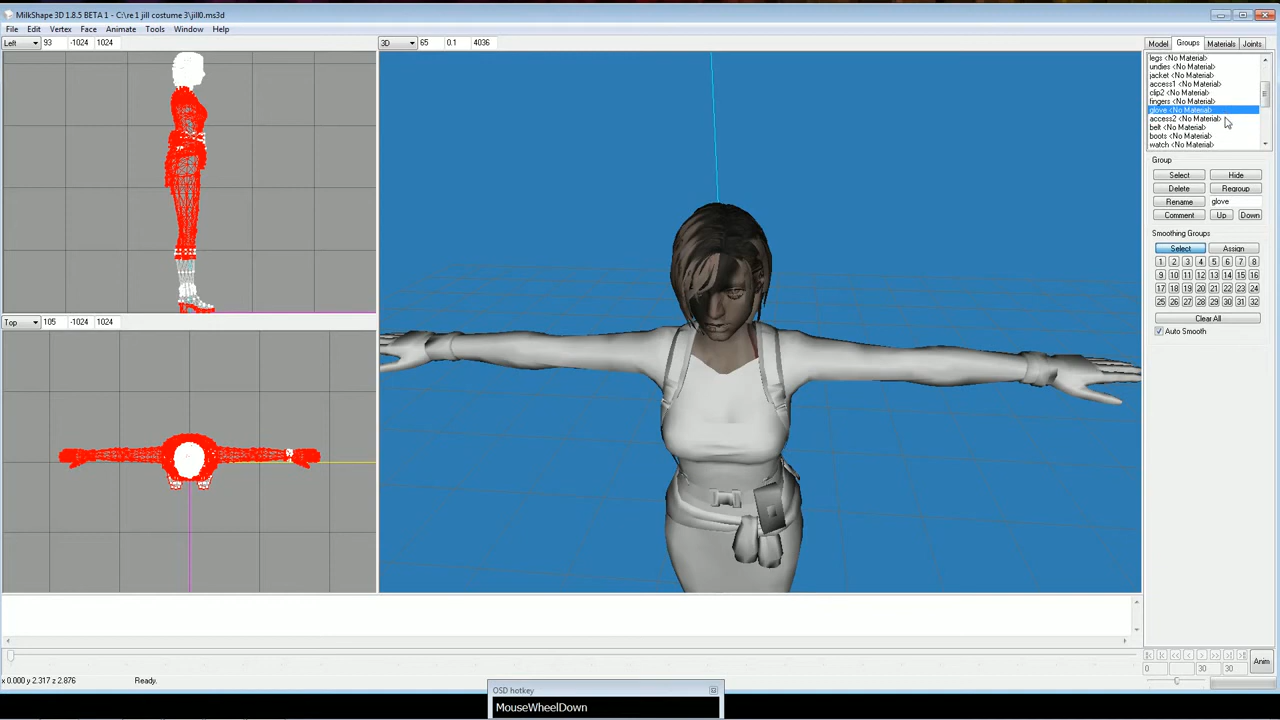 MilkShape 3D 1.8.5 BETA 1 - C:\re 1 jill costume 3\jill0.ms3d
File Edit Vertex Face Animate Tools Window Help
Left 93 -1024 1024
3D 65 0.1 4036
Model Groups Materials Joints
legs <No Material>
undies <No Material>
jacket <No Material>
access1 <No Material>
clip2 <No Material>
fingers <No Material>
glove <No Material>
access2 <No Material>
belt <No Material>
boots <No Material>
watch <No Material>
Group
Select Hide
Delete Regroup
Rename glove
Comment Up Down
Smoothing Groups
Select Assign
1 2 3 4 5 6 7 8
9 10 11 12 13 14 15 16
17 18 19 20 21 22 23 24
25 26 27 28 29 30 31 32
Clear All
Auto Smooth
Top 105 -1024 1024
0 30 30
Anim
x 0.000 y 2.317 z 2.876 Ready.
OSD hotkey
MouseWheelDown